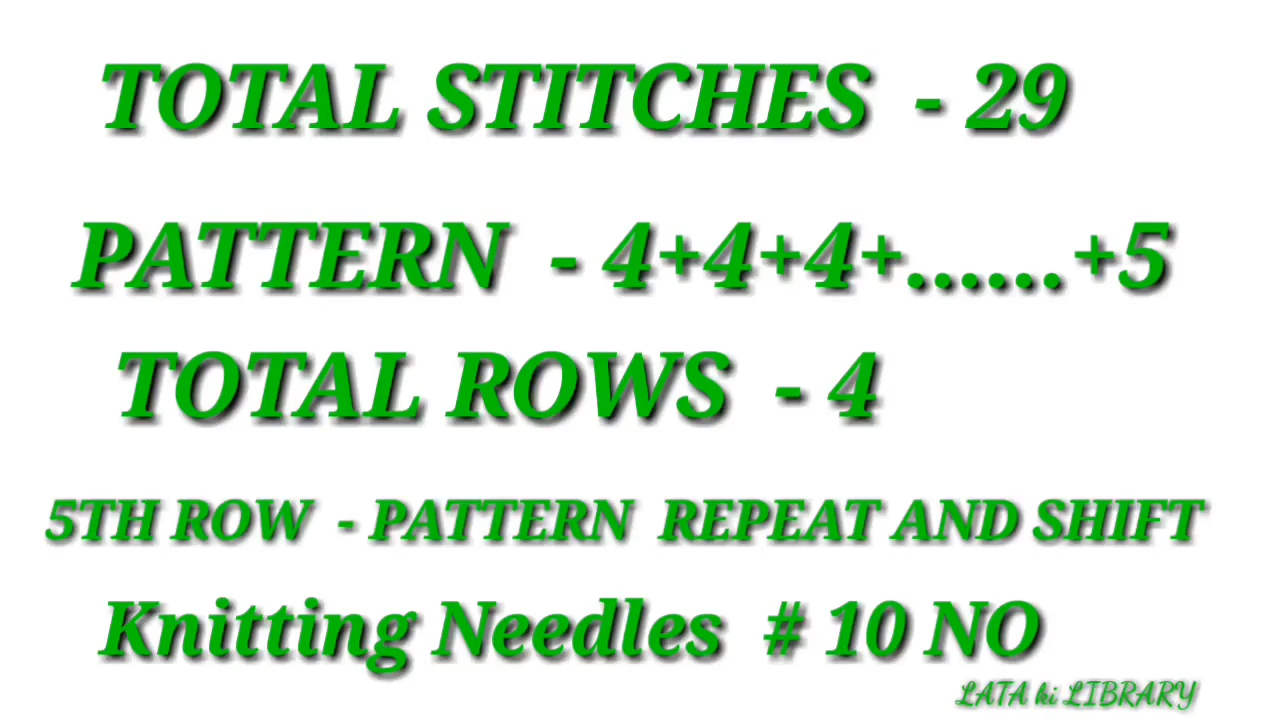 TOTAL STITCHES - 29
PATTERN - 4+4+4+......+5
TOTAL ROWS - 4
5TH ROW - PATTERN REPEAT AND SHIFT
Knitting Needles # 10 NO
LATA ki LIBRARY